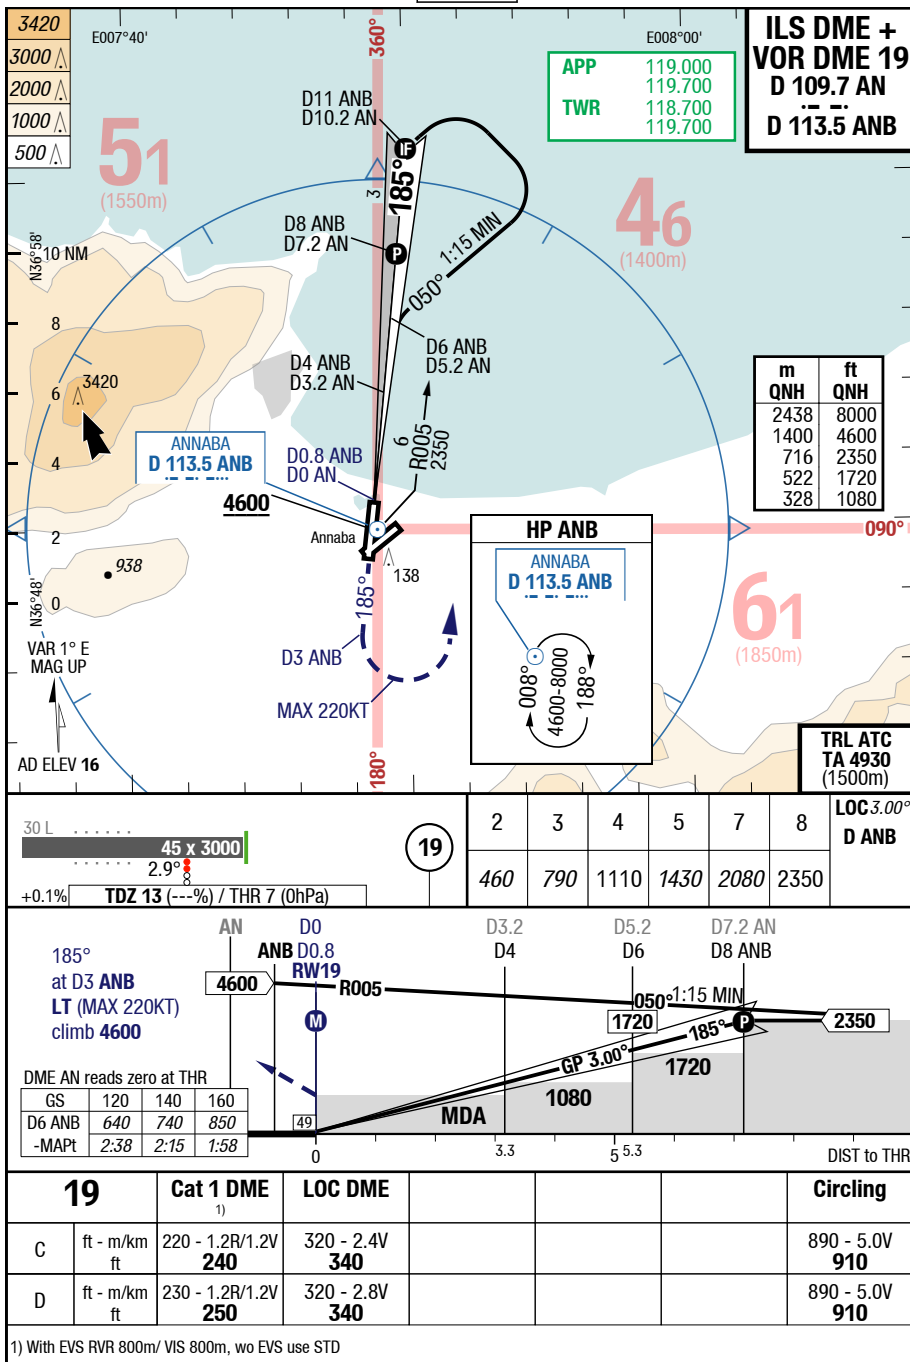 3420
3000
2000
1000
500
E007°40'
360°
E008°00'
ILS DME +
VOR DME 19
D 109.7 AN
D 113.5 ANB
APP 119.000
119.700
TWR 118.700
119.700
D11 ANB
D10.2 AN
IF
51
(1550m)
3
185°
46
(1400m)
D8 ANB
D7.2 AN
P
050° 1:15 MIN
N36°58'
10 NM
8
6
4
2
0
3420
D4 ANB
D3.2 AN
D6 ANB
D5.2 AN
6
R005
2350
m ft
QNH QNH
2438 8000
1400 4600
716 2350
522 1720
328 1080
ANNABA
D 113.5 ANB
D0.8 ANB
D0 AN
4600
Annaba
090°
938
138
N36°48'
HP ANB
ANNABA
D 113.5 ANB
008°
4600-8000
188°
61
(1850m)
185°
D3 ANB
MAX 220KT
VAR 1° E
MAG UP
AD ELEV 16
180°
TRL ATC
TA 4930
(1500m)
30 L
45 x 3000
2.9°
+0.1%
TDZ 13 (---%) / THR 7 (0hPa)
19
2 3 4 5 7 8 LOC 3.00°
D ANB
460 790 1110 1430 2080 2350
AN D0 D3.2 D5.2 D7.2 AN
ANB D0.8 D4 D6 D8 ANB
RW19
185°
at D3 ANB
LT (MAX 220KT)
climb 4600
4600
R005
050° 1:15 MIN
M
1720
185°
P
2350
GP 3.00°
1720
1080
MDA
49
DME AN reads zero at THR
GS 120 140 160
D6 ANB 640 740 850
-MAPt 2:38 2:15 1:58
0 3.3 5 5.3 DIST to THR
19 Cat 1 DME LOC DME Circling
1)
C ft - m/km 220 - 1.2R/1.2V 320 - 2.4V 890 - 5.0V
ft 240 340 910
D ft - m/km 230 - 1.2R/1.2V 320 - 2.8V 890 - 5.0V
ft 250 340 910
1) With EVS RVR 800m/ VIS 800m, wo EVS use STD